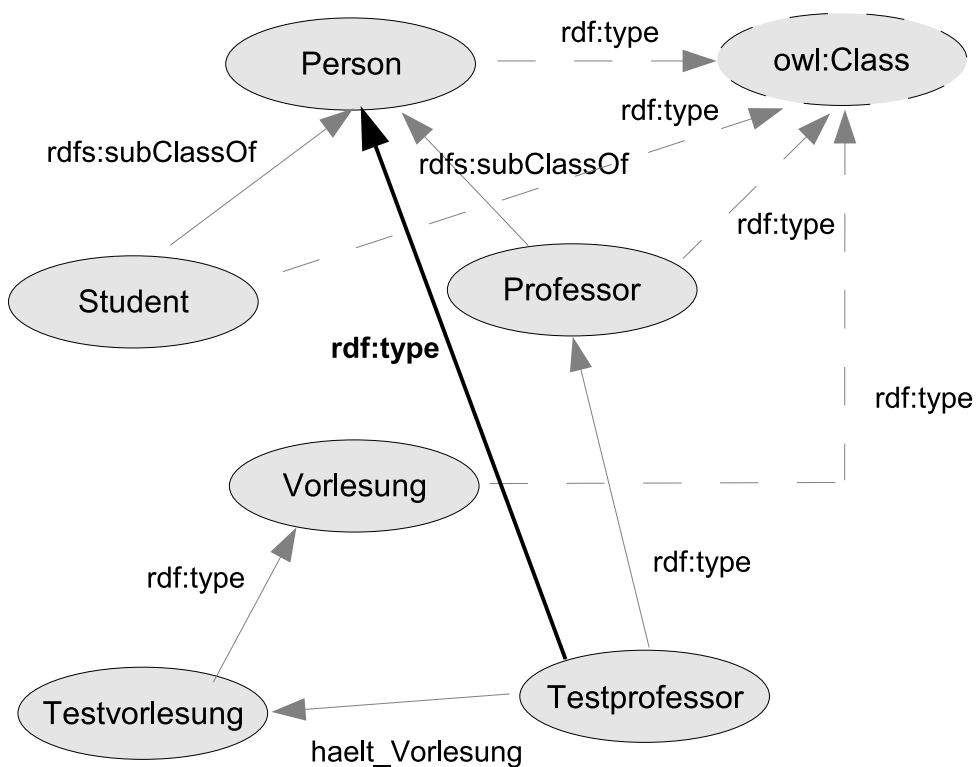 rdf:type
Person
owl:Class
rdf:type
rdfs:subClassOf
rdfs:subClassOf
rdf:type
Professor
Student
rdf:type
rdf:type
Vorlesung
rdf:type
rdf:type
Testprofessor
Testvorlesung
haelt_Vorlesung